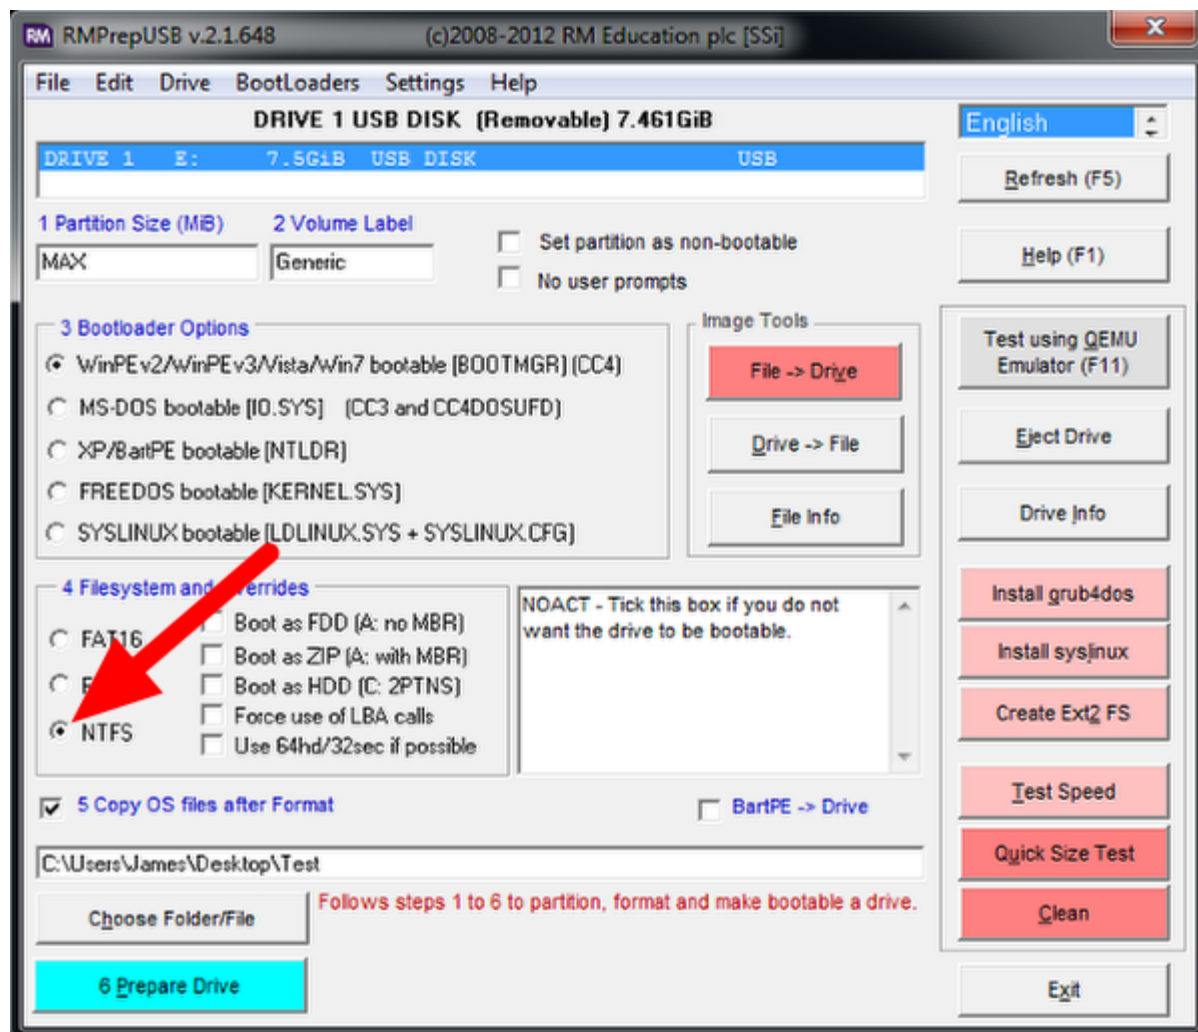 RM RMPrepUSB v.2.1.648 (c)2008-2012 RM Education plc [SSi]
File Edit Drive BootLoaders Settings Help
DRIVE 1 USB DISK (Removable) 7.461GiB
English
DRIVE 1 E: 7.5GiB USB DISK USB
Refresh (F5)
1 Partition Size (MiB) 2 Volume Label
MAX Generic
Set partition as non-bootable
No user prompts
Help (F1)
3 Bootloader Options
WinPEv2/WinPEv3/Vista/Win7 bootable [BOOTMGR] (CC4)
MS-DOS bootable [IO.SYS] (CC3 and CC4DOSUFD)
XP/BartPE bootable [NTLDR]
FREEDOS bootable [KERNEL.SYS]
SYSLINUX bootable [LDLINUX.SYS + SYSLINUX.CFG]
Image Tools
File -> Drive
Drive -> File
File Info
Test using QEMU
Emulator (F11)
Eject Drive
Drive Info
4 Filesystem and
FAT16
NTFS
Boot as FDD (A: no MBR)
Boot as ZIP (A: with MBR)
Boot as HDD (C: 2PTNS)
Force use of LBA calls
Use 64hd/32sec if possible
NOACT - Tick this box if you do not
want the drive to be bootable.
Install grub4dos
Install syslinux
Create Ext2 FS
Test Speed
Quick Size Test
Clean
5 Copy OS files after Format
BartPE -> Drive
C:\Users\James\Desktop\Test
Choose Folder/File
Follows steps 1 to 6 to partition, format and make bootable a drive.
6 Prepare Drive
Exit